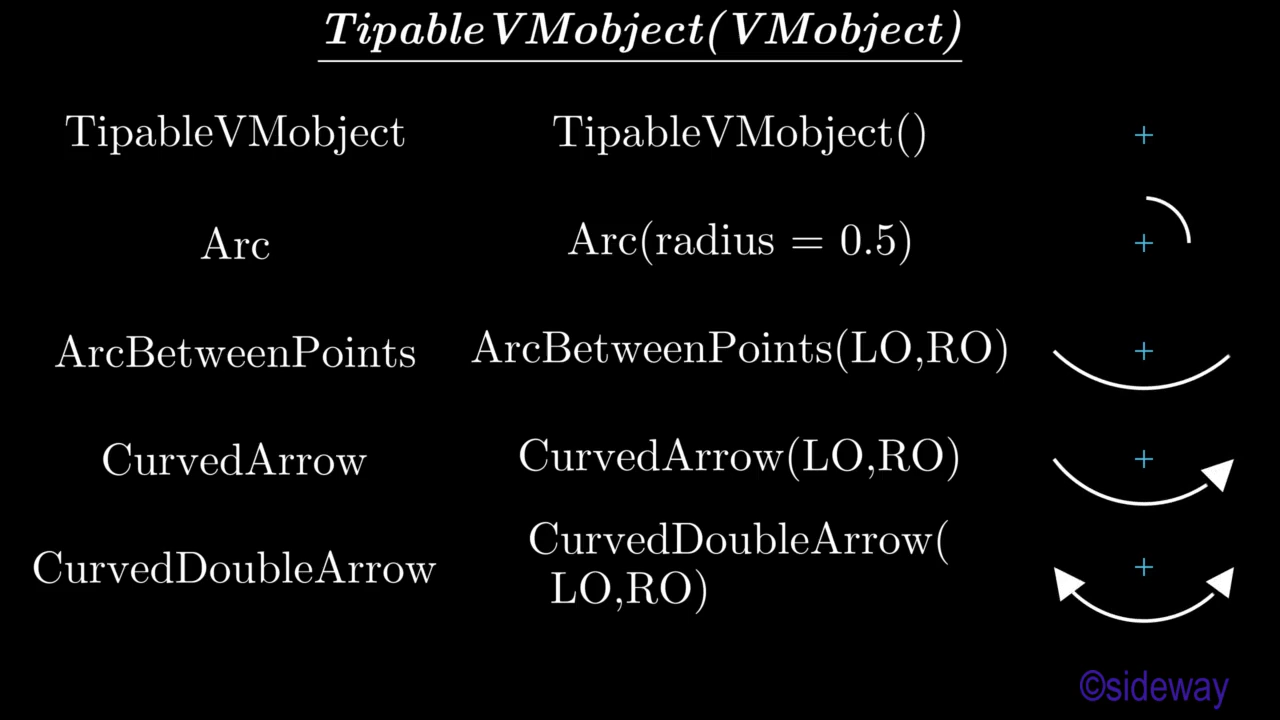 TipableVMobject(VMobject)
TipableVMobject TipableVMobject()
Arc Arc(radius = 0.5)
ArcBetweenPoints ArcBetweenPoints(LO,RO)
CurvedArrow CurvedArrow(LO,RO)
CurvedDoubleArrow CurvedDoubleArrow(
LO,RO)
©sideway